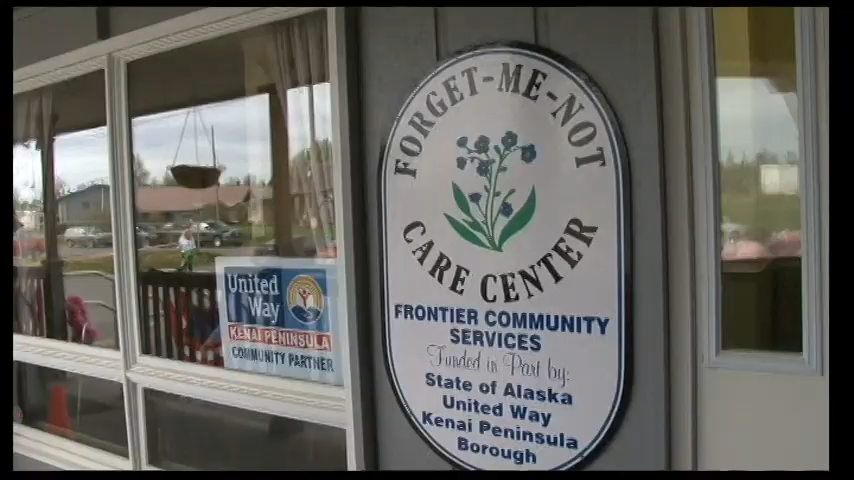 FORGET-ME-NOT
CARE CENTER
FRONTIER COMMUNITY
SERVICES
Funded in Part by:
State of Alaska
United Way
Kenai Peninsula
Borough
United
Way
KENAI PENINSULA
COMMUNITY PARTNER